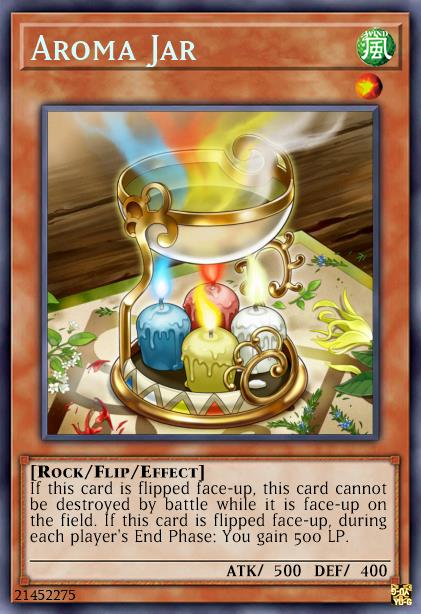 AROMA JAR
WIND
風
[ROCK/FLIP/EFFECT]
If this card is flipped face-up, this card cannot
be destroyed by battle while it is face-up on
the field. If this card is flipped face-up, during
each player's End Phase: You gain 500 LP.
ATK/ 500 DEF/ 400
21452275